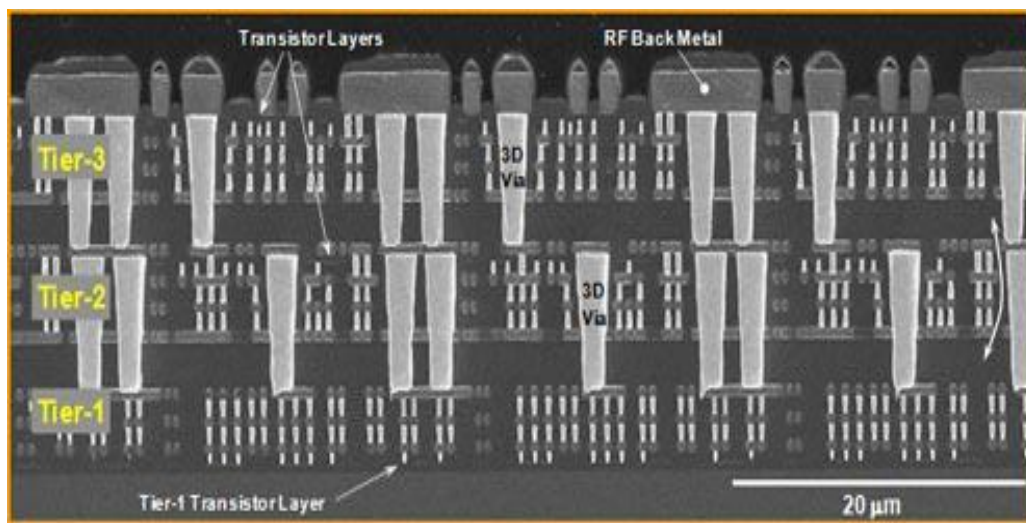 Transistor Layers
RF Back Metal
Tier-3
3D
Via
Tier-2
3D
Via
Tier-1
Tier-1 Transistor Layer
20 µm